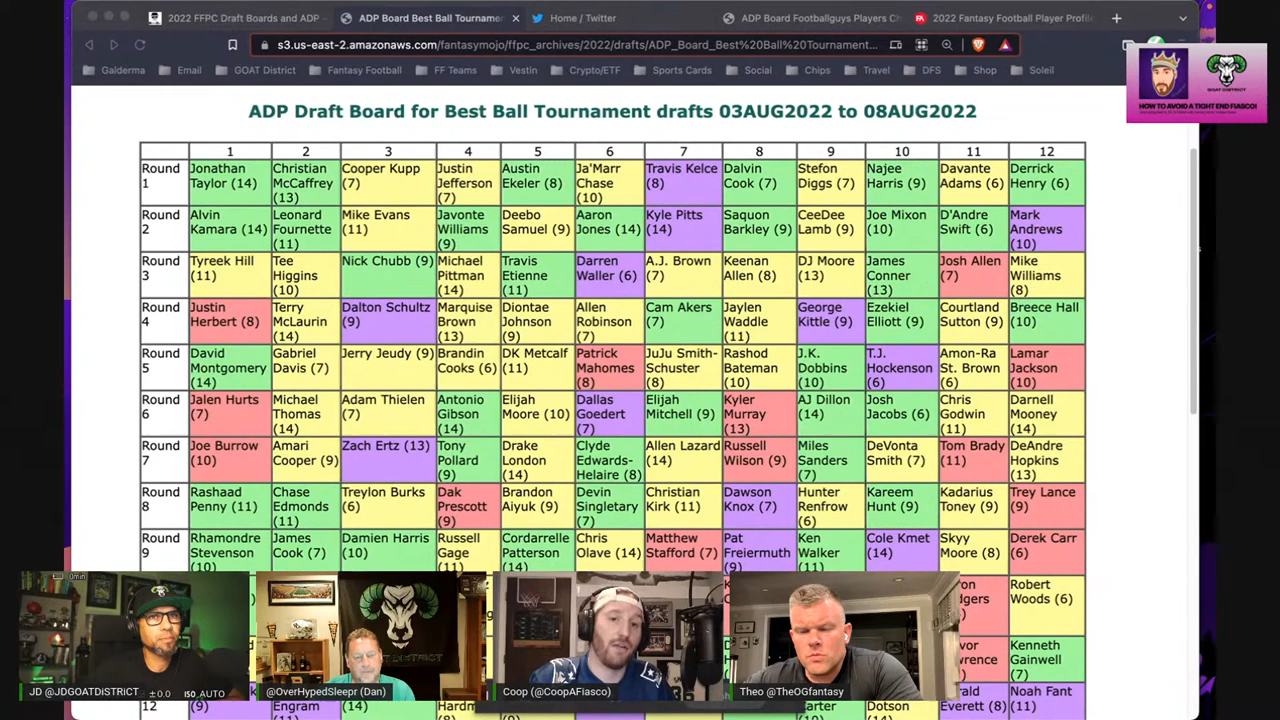 2022 FFPC Draft Boards and ADP
ADP Board Best Ball Tournamen
Home / Twitter
ADP Board Footballguys Players Ch
2022 Fantasy Football Player Profile
s3.us-east-2.amazonaws.com/fantasymojo/ffpc_archives/2022/drafts/ADP_Board_Best%20Ball%20Tournament...
Galderma Email GOAT District Fantasy Football FF Teams Vestin Crypto/ETF Sports Cards Social Chips Travel DFS Shop Soleil
GOAT DISTRICT
HOW TO AVOID A TIGHT END FIASCO!
ADP Draft Board for Best Ball Tournament drafts 03AUG2022 to 08AUG2022
1 2 3 4 5 6 7 8 9 10 11 12
Round 1 Jonathan Taylor (14) Christian McCaffrey (13) Cooper Kupp (7) Justin Jefferson (7) Austin Ekeler (8) Ja'Marr Chase (10) Travis Kelce (8) Dalvin Cook (7) Stefon Diggs (7) Najee Harris (9) Davante Adams (6) Derrick Henry (6)
Round 2 Alvin Kamara (14) Leonard Fournette (11) Mike Evans (11) Javonte Williams (9) Deebo Samuel (9) Aaron Jones (14) Kyle Pitts (14) Saquon Barkley (9) CeeDee Lamb (9) Joe Mixon (10) D'Andre Swift (6) Mark Andrews (10)
Round 3 Tyreek Hill (11) Tee Higgins (10) Nick Chubb (9) Michael Pittman (14) Travis Etienne (11) Darren Waller (6) A.J. Brown (7) Keenan Allen (8) DJ Moore (13) James Conner (13) Josh Allen (7) Mike Williams (8)
Round 4 Justin Herbert (8) Terry McLaurin (14) Dalton Schultz (9) Marquise Brown (13) Diontae Johnson (9) Allen Robinson (7) Cam Akers (7) Jaylen Waddle (11) George Kittle (9) Ezekiel Elliott (9) Courtland Sutton (9) Breece Hall (10)
Round 5 David Montgomery (14) Gabriel Davis (7) Jerry Jeudy (9) Brandin Cooks (6) DK Metcalf (11) Patrick Mahomes (8) JuJu Smith-Schuster (8) Rashod Bateman (10) J.K. Dobbins (10) T.J. Hockenson (6) Amon-Ra St. Brown (6) Lamar Jackson (10)
Round 6 Jalen Hurts (7) Michael Thomas (14) Adam Thielen (7) Antonio Gibson (14) Elijah Moore (10) Dallas Goedert (7) Elijah Mitchell (9) Kyler Murray (13) AJ Dillon (14) Josh Jacobs (6) Chris Godwin (11) Darnell Mooney (14)
Round 7 Joe Burrow (10) Amari Cooper (9) Zach Ertz (13) Tony Pollard (9) Drake London (14) Clyde Edwards-Helaire (8) Allen Lazard (14) Russell Wilson (9) Miles Sanders (7) DeVonta Smith (7) Tom Brady (11) DeAndre Hopkins (13)
Round 8 Rashaad Penny (11) Chase Edmonds (11) Treylon Burks (6) Dak Prescott (9) Brandon Aiyuk (9) Devin Singletary (7) Christian Kirk (11) Dawson Knox (7) Hunter Renfrow (6) Kareem Hunt (9) Kadarius Toney (9) Trey Lance (9)
Round 9 Rhamondre Stevenson (10) James Cook (7) Damien Harris (10) Russell Gage (11) Cordarrelle Patterson (14) Chris Olave (14) Matthew Stafford (7) Pat Freiermuth (9) Ken Walker (11) Cole Kmet (14) Skyy Moore (8) Derek Carr (6)
Robert Woods (6)
Kenneth Gainwell (7)
12 (9) Engram (14) Everett (8) Noah Fant (11)
Dotson
JD @JDGOATDiSTRiCT ±0.0 ISO AUTO
@OverHypedSleepr (Dan)
Coop (@CoopAFiasco)
Theo @TheOGfantasy